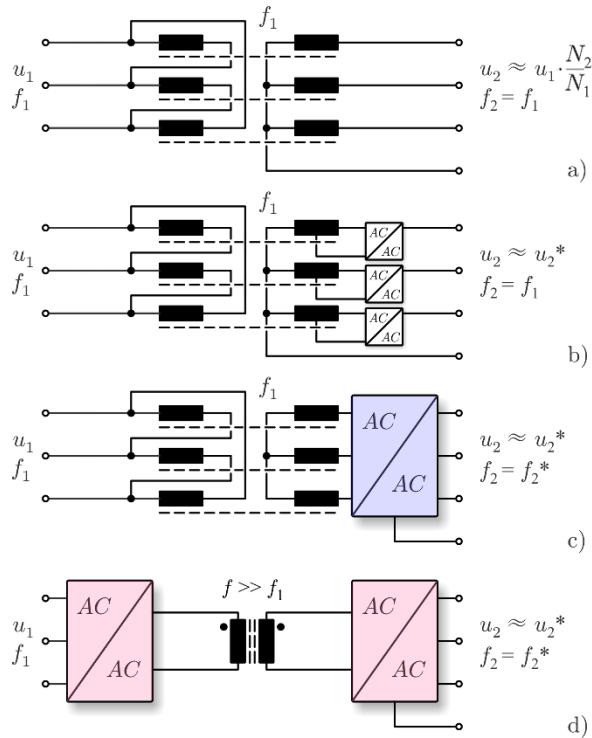 f₁
u₁
f₁
u₂ ≈ u₁·N₂/N₁
f₂ = f₁
a)
f₁
u₁
f₁
AC
AC
AC
AC
AC
AC
u₂ ≈ u₂*
f₂ = f₁
b)
f₁
u₁
f₁
AC
AC
u₂ ≈ u₂*
f₂ = f₂*
c)
f >> f₁
u₁
f₁
AC
AC
AC
AC
u₂ ≈ u₂*
f₂ = f₂*
d)